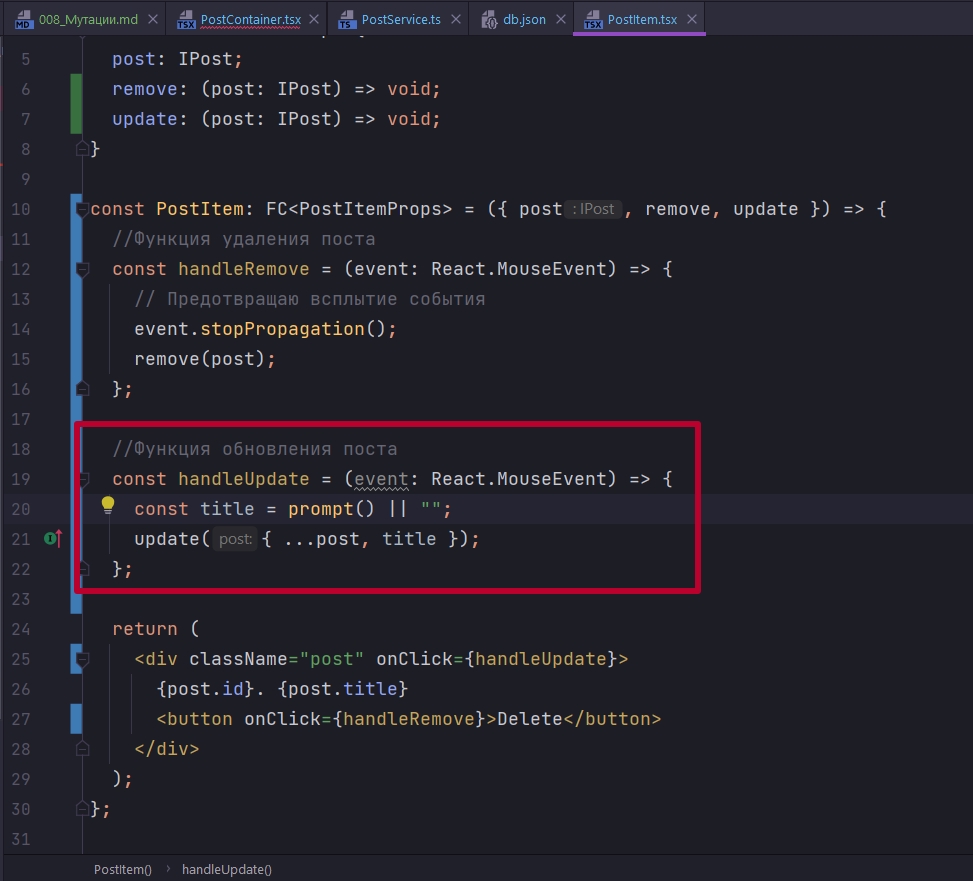 008_Мутации.md
PostContainer.tsx
PostService.ts
db.json
PostItem.tsx
5 post: IPost;
6 remove: (post: IPost) => void;
7 update: (post: IPost) => void;
8 }
9
10 const PostItem: FC<PostItemProps> = ({ post : IPost , remove, update }) => {
11 //Функция удаления поста
12 const handleRemove = (event: React.MouseEvent) => {
13 // Предотвращаю всплытие события
14 event.stopPropagation();
15 remove(post);
16 };
17
18 //Функция обновления поста
19 const handleUpdate = (event: React.MouseEvent) => {
20 const title = prompt() || "";
21 update( post: { ...post, title });
22 };
23
24 return (
25 <div className="post" onClick={handleUpdate}>
26 {post.id}. {post.title}
27 <button onClick={handleRemove}>Delete</button>
28 </div>
29 );
30 };
31
PostItem() › handleUpdate()